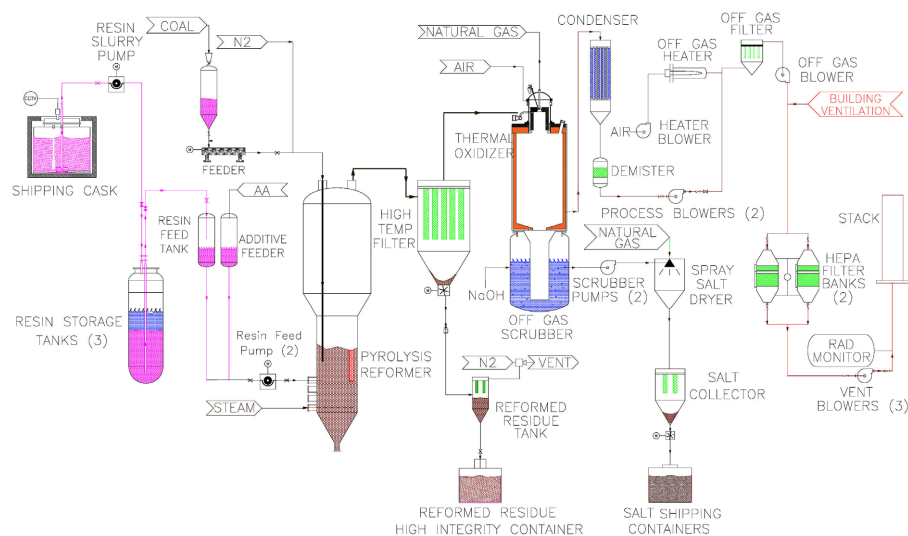 COAL
N2
RESIN
SLURRY
PUMP
M
CCTV
SHIPPING CASK
M
FEEDER
NATURAL GAS
AIR
THERMAL
OXIDIZER
CONDENSER
OFF GAS
HEATER
AIR
HEATER BLOWER
OFF GAS
FILTER
OFF GAS
BLOWER
BUILDING
VENTILATION
DEMISTER
PROCESS BLOWERS (2)
AA
RESIN
FEED
TANK
ADDITIVE
FEEDER
HIGH
TEMP
FILTER
M
NATURAL
GAS
STACK
RESIN STORAGE
TANKS (3)
Resin Feed
Pump (2)
M
STEAM
PYROLYSIS
REFORMER
NaOH
OFF GAS
SCRUBBER
SCRUBBER
PUMPS (2)
SPRAY
SALT
DRYER
HEPA
FILTER
BANKS
(2)
RAD
MONITOR
VENT
BLOWERS (3)
N2
VENT
REFORMED
RESIDUE
TANK
SALT
COLLECTOR
M
REFORMED RESIDUE
HIGH INTEGRITY CONTAINER
SALT SHIPPING
CONTAINERS